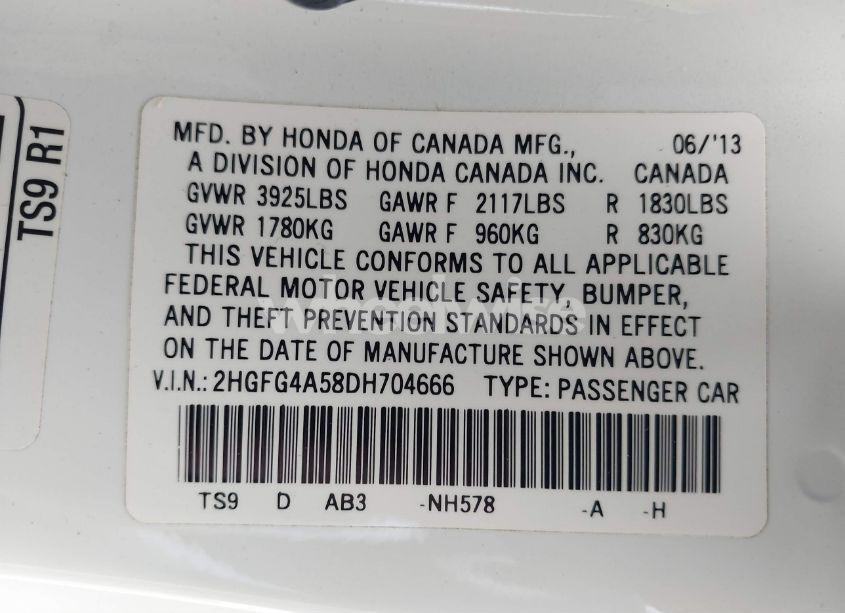 TS9 R1
MFD. BY HONDA OF CANADA MFG., 06/'13
A DIVISION OF HONDA CANADA INC. CANADA
GVWR 3925LBS GAWR F 2117LBS R 1830LBS
GVWR 1780KG GAWR F 960KG R 830KG
THIS VEHICLE CONFORMS TO ALL APPLICABLE
FEDERAL MOTOR VEHICLE SAFETY, BUMPER,
AND THEFT PREVENTION STANDARDS IN EFFECT
ON THE DATE OF MANUFACTURE SHOWN ABOVE.
V.I.N.: 2HGFG4A58DH704666 TYPE: PASSENGER CAR
TS9 D AB3 -NH578 -A -H